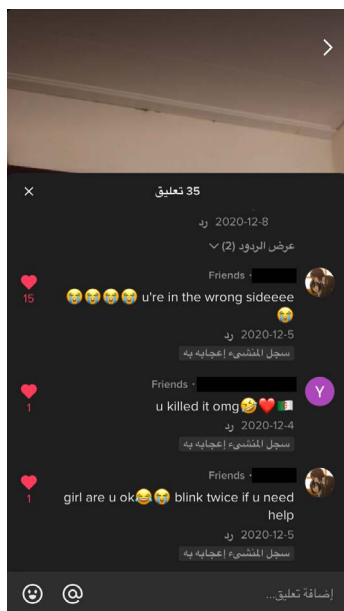 35 تعليق
2020-12-8 رد
عرض الردود (2)
Friends ·
😭😭😭😭 u're in the wrong sideeee
😭
15
2020-12-5 رد
سجل المنشىء إعجابه به
Friends ·
Y
u killed it omg🤣❤️🇩🇿
1
2020-12-4 رد
سجل المنشىء إعجابه به
Friends ·
girl are u ok😂😭 blink twice if u need
help
1
2020-12-5 رد
سجل المنشىء إعجابه به
إضافة تعليق...